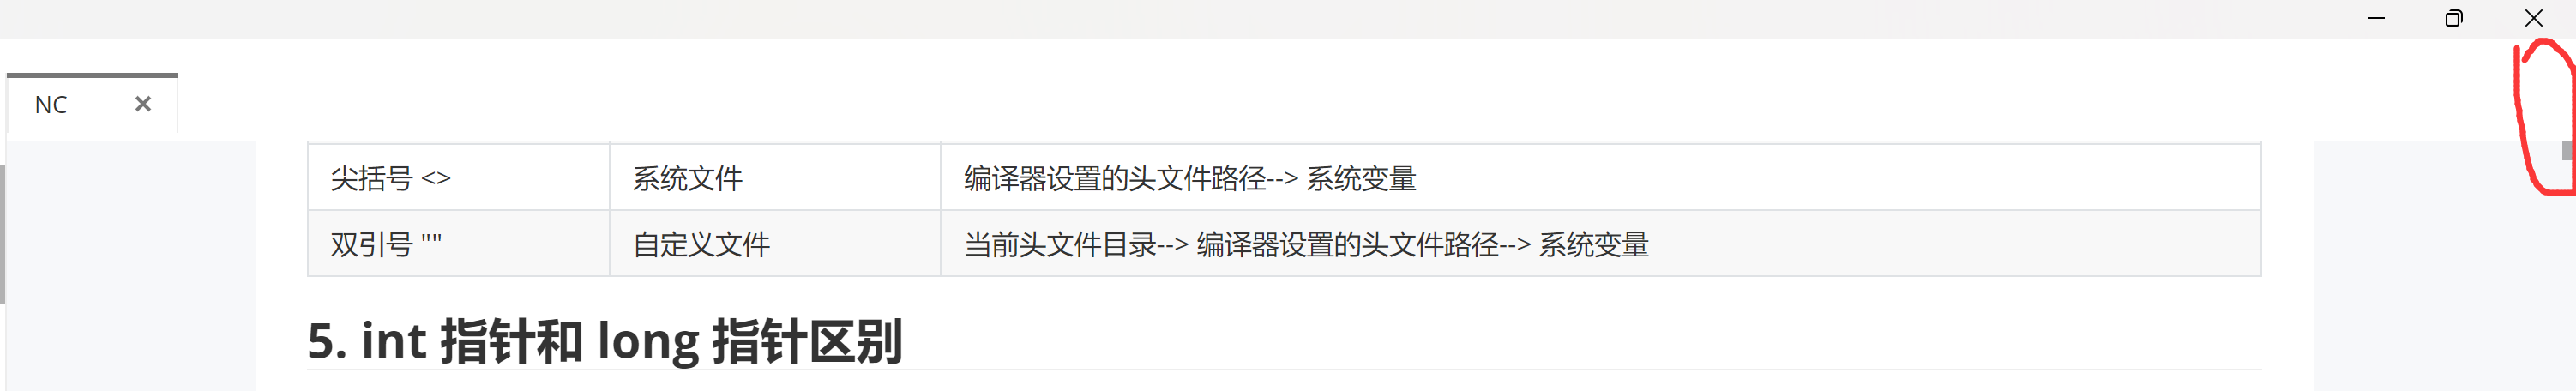 NC
尖括号 <> 系统文件 编译器设置的头文件路径--> 系统变量
双引号 "" 自定义文件 当前头文件目录--> 编译器设置的头文件路径--> 系统变量
5. int 指针和 long 指针区别